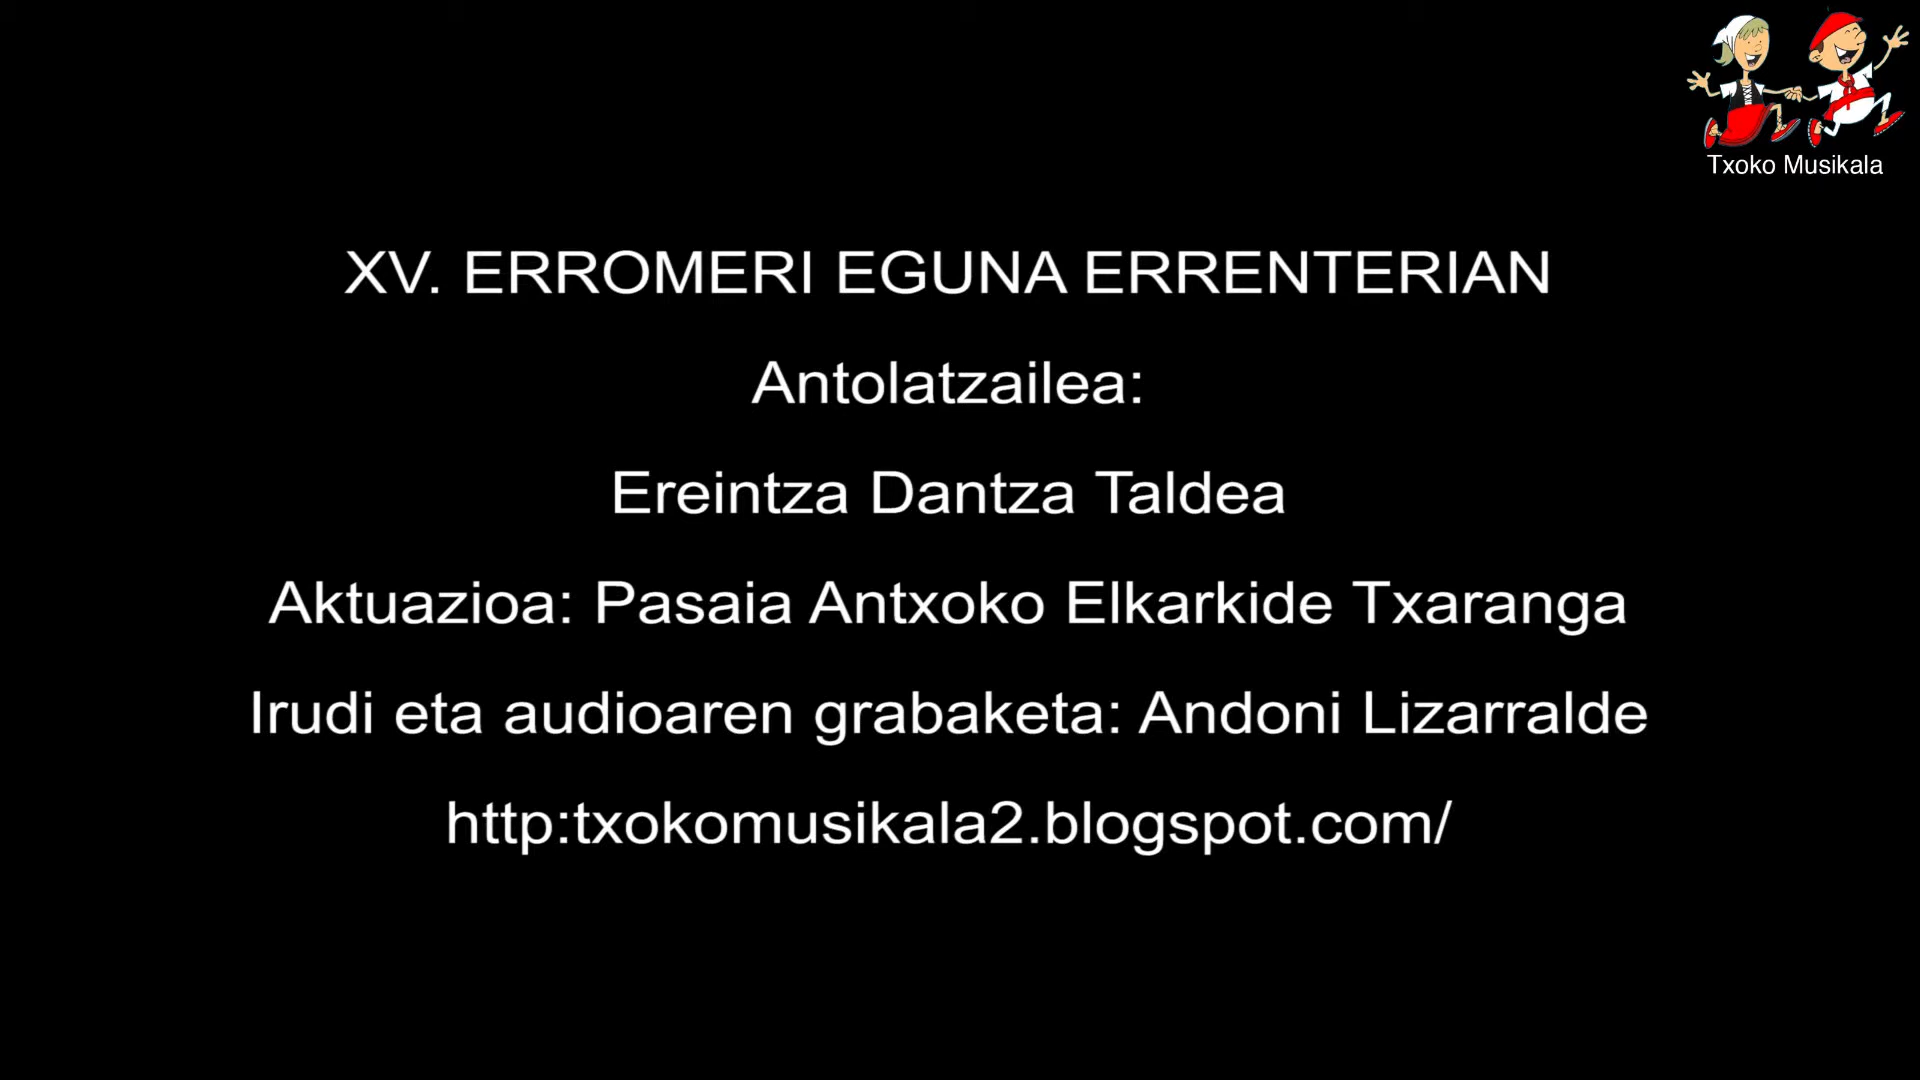 Txoko Musikala
XV. ERROMERI EGUNA ERRENTERIAN
Antolatzailea:
Ereintza Dantza Taldea
Aktuazioa: Pasaia Antxoko Elkarkide Txaranga
Irudi eta audioaren grabaketa: Andoni Lizarralde
http:txokomusikala2.blogspot.com/